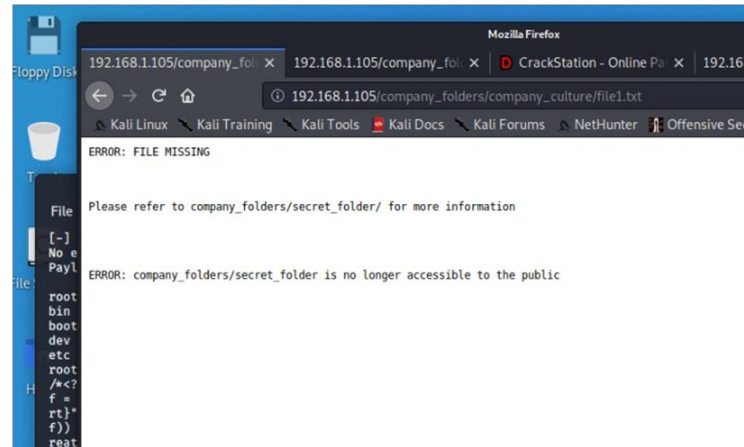 Floppy Disk
Mozilla Firefox
192.168.1.105/company_fol
192.168.1.105/company_fol
CrackStation - Online Pa
192.16
192.168.1.105/company_folders/company_culture/file1.txt
Kali Linux
Kali Training
Kali Tools
Kali Docs
Kali Forums
NetHunter
Offensive Sec
ERROR: FILE MISSING
Please refer to company_folders/secret_folder/ for more information
ERROR: company_folders/secret_folder is no longer accessible to the public
File
[-]
No e
Payl
root
bin
boot
dev
etc
root
/*<?
f =
rt}"
f))
reat